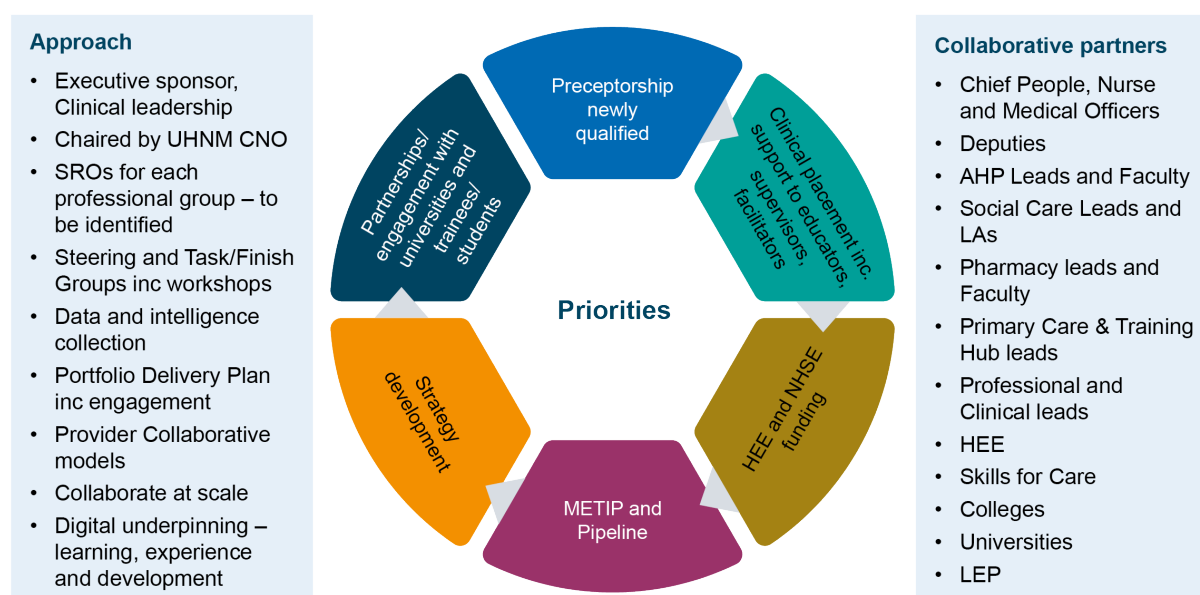 Approach
• Executive sponsor,
Clinical leadership
• Chaired by UHNM CNO
• SROs for each
professional group – to
be identified
• Steering and Task/Finish
Groups inc workshops
• Data and intelligence
collection
• Portfolio Delivery Plan
inc engagement
• Provider Collaborative
models
• Collaborate at scale
• Digital underpinning –
learning, experience
and development
Preceptorship
newly
qualified
Clinical placement inc.
support to educators,
supervisors,
facilitators
HEE and NHSE
funding
METIP and
Pipeline
Strategy
development
Partnerships/
engagement with
universities and
trainees/
students
Priorities
Collaborative partners
• Chief People, Nurse
and Medical Officers
• Deputies
• AHP Leads and Faculty
• Social Care Leads and
LAs
• Pharmacy leads and
Faculty
• Primary Care & Training
Hub leads
• Professional and
Clinical leads
• HEE
• Skills for Care
• Colleges
• Universities
• LEP